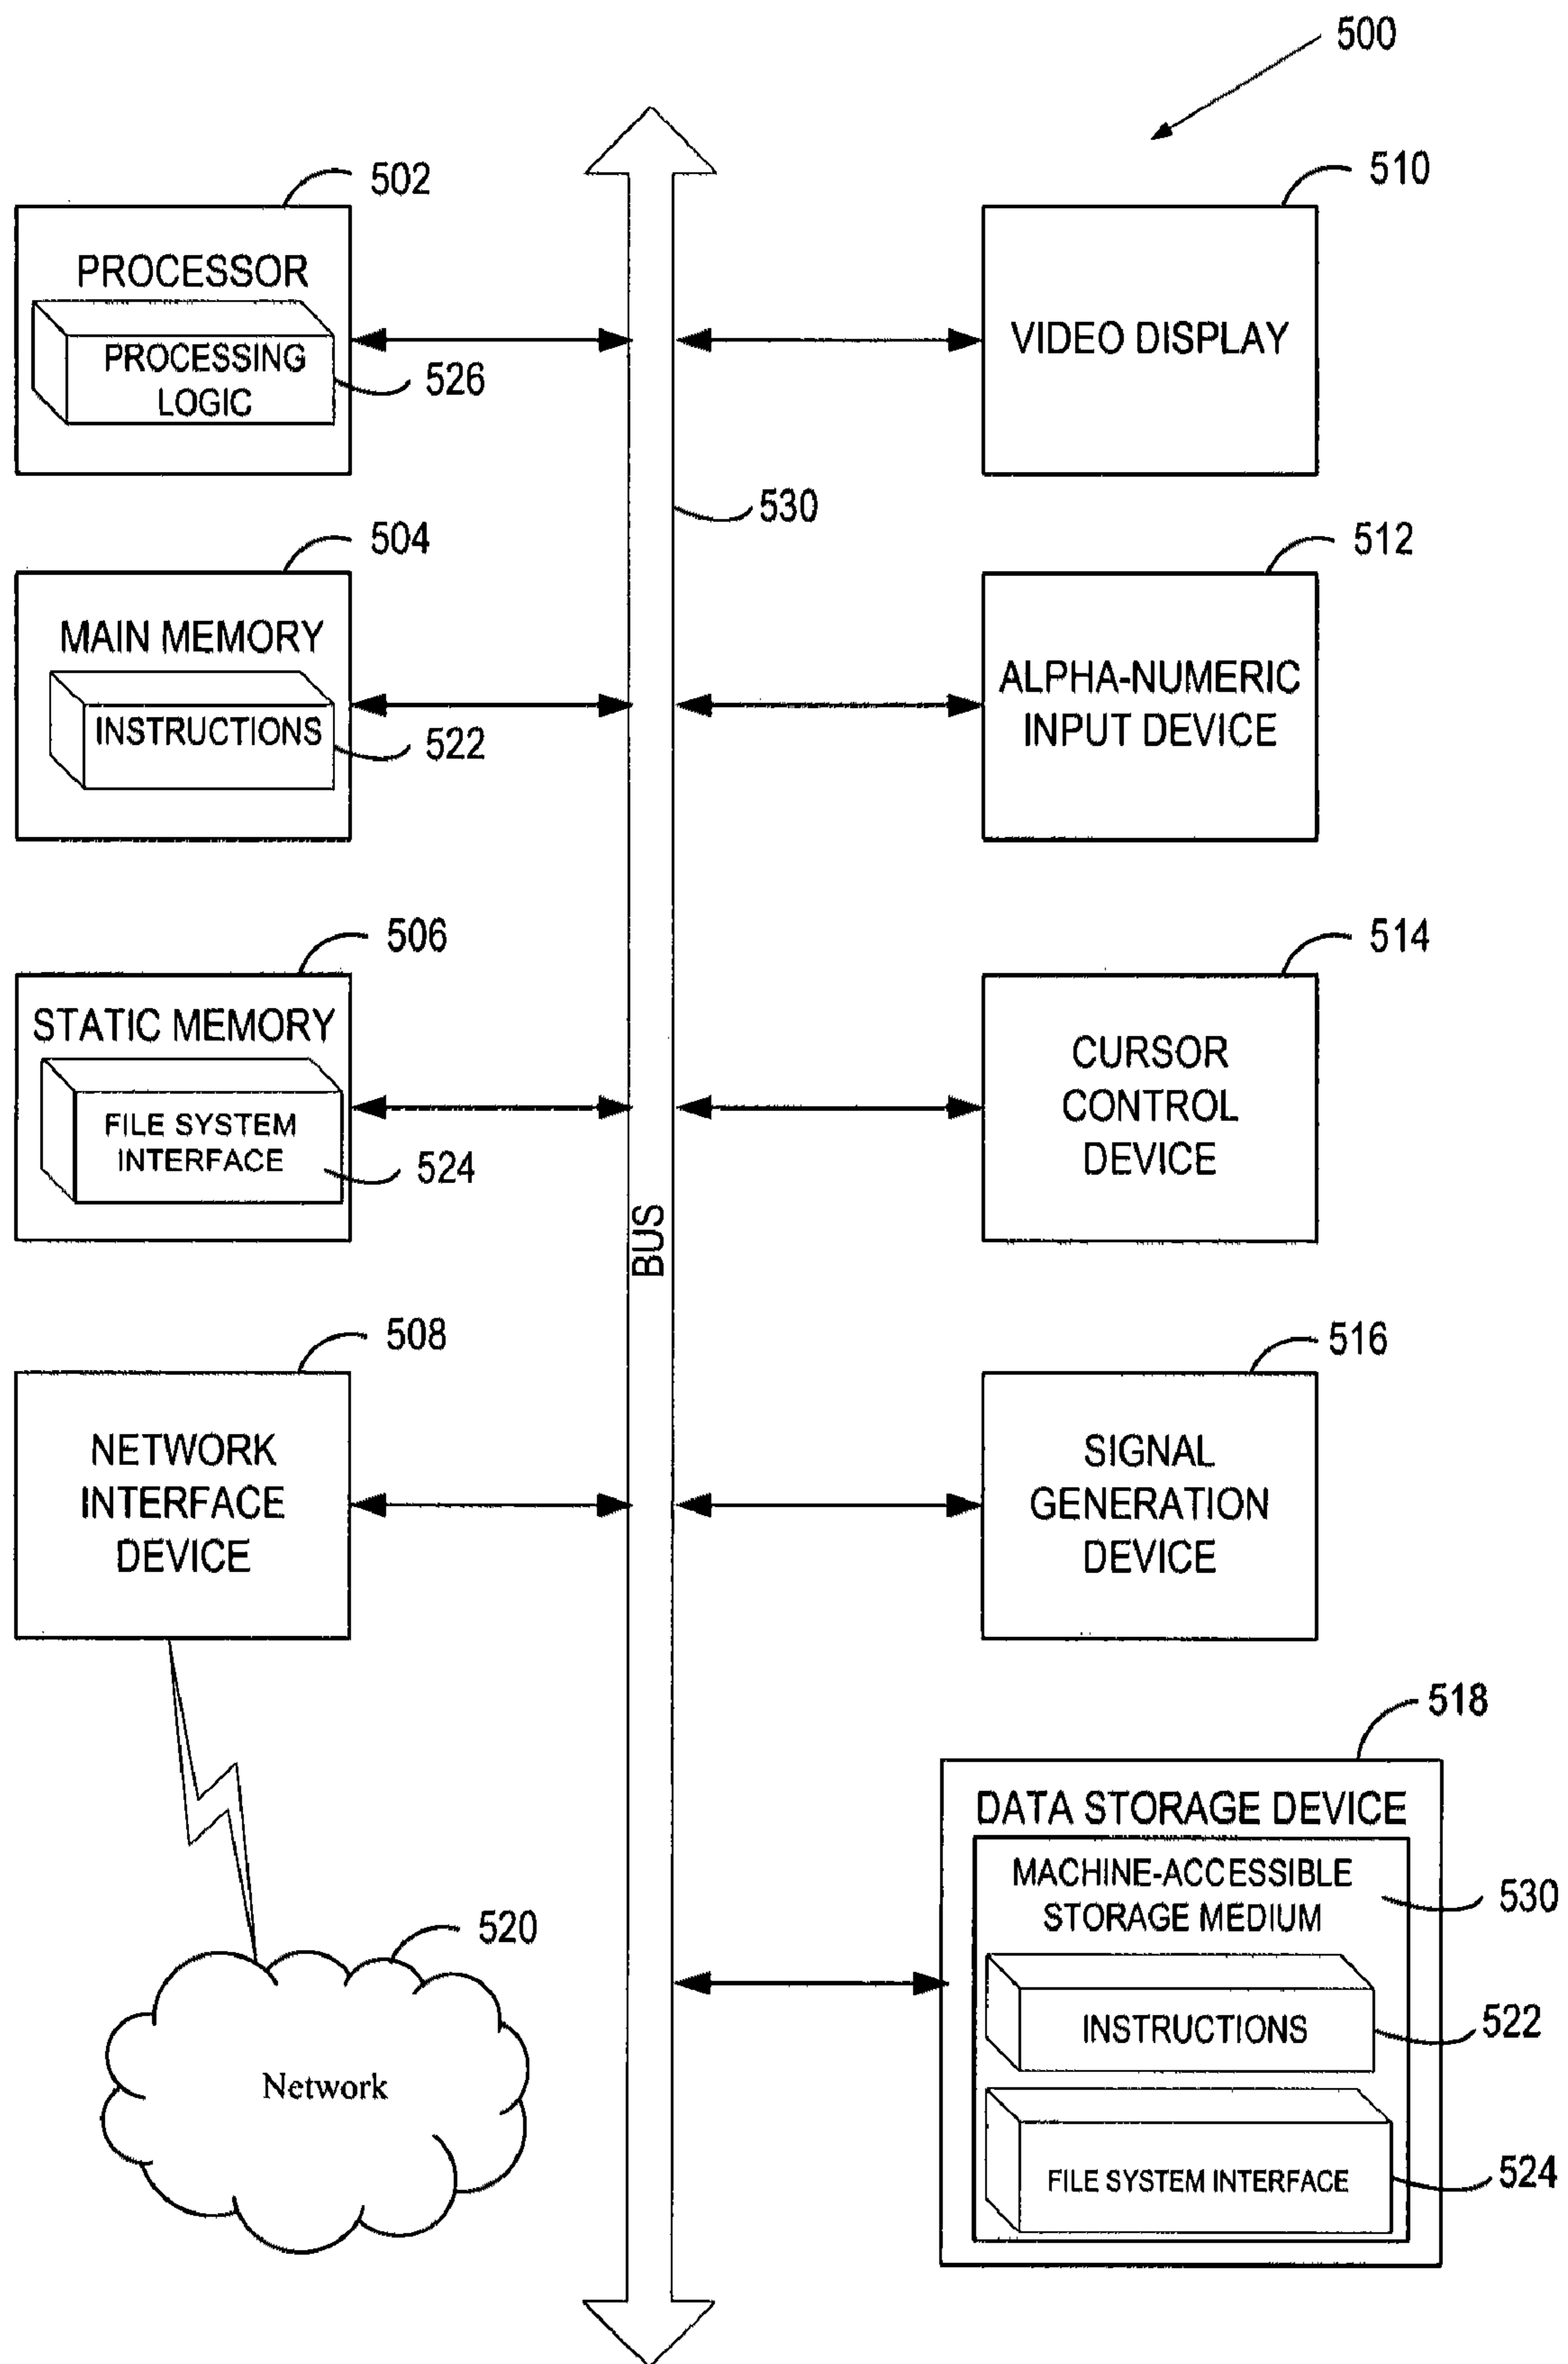 500
502
PROCESSOR
PROCESSING
LOGIC
526
510
VIDEO DISPLAY
530
504
MAIN MEMORY
INSTRUCTIONS
522
512
ALPHA-NUMERIC
INPUT DEVICE
506
STATIC MEMORY
FILE SYSTEM
INTERFACE
524
514
CURSOR
CONTROL
DEVICE
BUS
508
NETWORK
INTERFACE
DEVICE
516
SIGNAL
GENERATION
DEVICE
520
Network
518
DATA STORAGE DEVICE
MACHINE-ACCESSIBLE
STORAGE MEDIUM
530
INSTRUCTIONS
522
FILE SYSTEM INTERFACE
524